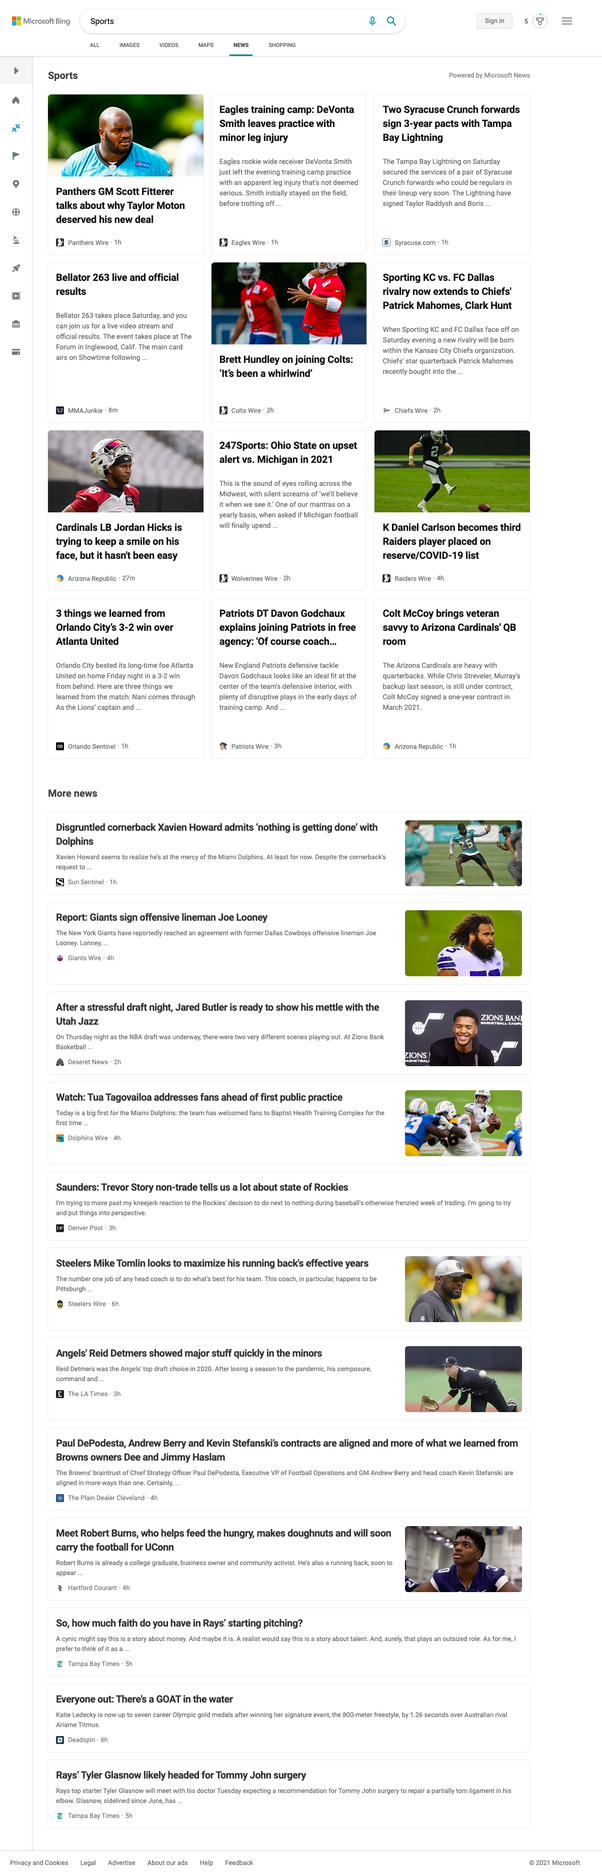 Microsoft Bing
Sports
Sign in
5
ALL
IMAGES
VIDEOS
MAPS
NEWS
SHOPPING
Sports
Powered by Microsoft News
Panthers GM Scott Fitterer
talks about why Taylor Moton
deserved his new deal
Panthers Wire · 1h
Eagles training camp: DeVonta
Smith leaves practice with
minor leg injury
Eagles rookie wide receiver DeVonta Smith
just left the evening training camp practice
with an apparent leg injury that's not deemed
serious. Smith initially stayed on the field,
before trotting off ...
Eagles Wire · 1h
Two Syracuse Crunch forwards
sign 3-year pacts with Tampa
Bay Lightning
The Tampa Bay Lightning on Saturday
secured the services of a pair of Syracuse
Crunch forwards who could be regulars in
their lineup very soon. The Lightning have
signed Taylor Raddysh and Boris ...
Syracuse.com · 1h
Bellator 263 live and official
results
Bellator 263 takes place Saturday, and you
can join us for a live video stream and
official results. The event takes place at The
Forum in Inglewood, Calif. The main card
airs on Showtime following ...
MMAJunkie · 8m
Brett Hundley on joining Colts:
'It's been a whirlwind'
Colts Wire · 2h
Sporting KC vs. FC Dallas
rivalry now extends to Chiefs'
Patrick Mahomes, Clark Hunt
When Sporting KC and FC Dallas face off on
Saturday evening a new rivalry will be born
within the Kansas City Chiefs organization.
Chiefs' star quarterback Patrick Mahomes
recently bought into the ...
Chiefs Wire · 2h
Cardinals LB Jordan Hicks is
trying to keep a smile on his
face, but it hasn't been easy
Arizona Republic · 27m
247Sports: Ohio State on upset
alert vs. Michigan in 2021
This is the sound of eyes rolling across the
Midwest, with silent screams of 'we'll believe
it when we see it.' One of our mantras on a
yearly basis, when asked if Michigan football
will finally upend ...
Wolverines Wire · 2h
K Daniel Carlson becomes third
Raiders player placed on
reserve/COVID-19 list
Raiders Wire · 4h
3 things we learned from
Orlando City's 3-2 win over
Atlanta United
Orlando City bested its long-time foe Atlanta
United on home Friday night in a 3-2 win
from behind. Here are three things we
learned from the match: Nani comes through
As the Lions' captain and ...
Orlando Sentinel · 1h
Patriots DT Davon Godchaux
explains joining Patriots in free
agency: 'Of course coach...
New England Patriots defensive tackle
Davon Godchaux looks like an ideal fit at the
center of the team's defensive interior, with
plenty of disruptive plays in the early days of
training camp. And ...
Patriots Wire · 3h
Colt McCoy brings veteran
savvy to Arizona Cardinals' QB
room
The Arizona Cardinals are heavy with
quarterbacks. While Chris Streveler, Murray's
backup last season, is still under contract,
Colt McCoy signed a one-year contract in
March 2021.
Arizona Republic · 1h
More news
Disgruntled cornerback Xavien Howard admits 'nothing is getting done' with
Dolphins
Xavien Howard seems to realize he's at the mercy of the Miami Dolphins. At least for now. Despite the cornerback's
request to ...
Sun Sentinel · 1h
Report: Giants sign offensive lineman Joe Looney
The New York Giants have reportedly reached an agreement with former Dallas Cowboys offensive lineman Joe
Looney. Lonney, ...
Giants Wire · 4h
After a stressful draft night, Jared Butler is ready to show his mettle with the
Utah Jazz
On Thursday night as the NBA draft was underway, there were two very different scenes playing out. At Zions Bank
Basketball ...
Deseret News · 2h
ZIONS BANK
BASKETBALL CAMP
ZIONS
Watch: Tua Tagovailoa addresses fans ahead of first public practice
Today is a big first for the Miami Dolphins: the team has welcomed fans to Baptist Health Training Complex for the
first time ...
Dolphins Wire · 4h
Saunders: Trevor Story non-trade tells us a lot about state of Rockies
I'm trying to move past my kneejerk reaction to the Rockies' decision to do next to nothing during baseball's otherwise frenzied week of trading. I'm going to try
and put things into perspective.
Denver Post · 3h
Steelers Mike Tomlin looks to maximize his running back's effective years
The number one job of any head coach is to do what's best for his team. This coach, in particular, happens to be
Pittsburgh ...
Steelers Wire · 6h
Angels' Reid Detmers showed major stuff quickly in the minors
Reid Detmers was the Angels' top draft choice in 2020. After losing a season to the pandemic, his composure,
command and ...
The LA Times · 3h
Paul DePodesta, Andrew Berry and Kevin Stefanski's contracts are aligned and more of what we learned from
Browns owners Dee and Jimmy Haslam
The Browns' braintrust of Chief Strategy Officer Paul DePodesta, Executive VP of Football Operations and GM Andrew Berry and head coach Kevin Stefanski are
aligned in more ways than one. Certainly, ...
The Plain Dealer Cleveland · 4h
Meet Robert Burns, who helps feed the hungry, makes doughnuts and will soon
carry the football for UConn
Robert Burns is already a college graduate, business owner and community activist. He's also a running back, soon to
appear ...
Hartford Courant · 4h
So, how much faith do you have in Rays' starting pitching?
A cynic might say this is a story about money. And maybe it is. A realist would say this is a story about talent. And, surely, that plays an outsized role. As for me, I
prefer to think of it as a ...
Tampa Bay Times · 5h
Everyone out: There's a GOAT in the water
Katie Ledecky is now up to seven career Olympic gold medals after winning her signature event, the 800-meter freestyle, by 1.26 seconds over Australian rival
Ariarne Titmus.
Deadspin · 6h
Rays' Tyler Glasnow likely headed for Tommy John surgery
Rays top starter Tyler Glasnow will meet with his doctor Tuesday expecting a recommendation for Tommy John surgery to repair a partially torn ligament in his
elbow. Glasnow, sidelined since June, has ...
Tampa Bay Times · 5h
Privacy and Cookies
Legal
Advertise
About our ads
Help
Feedback
© 2021 Microsoft